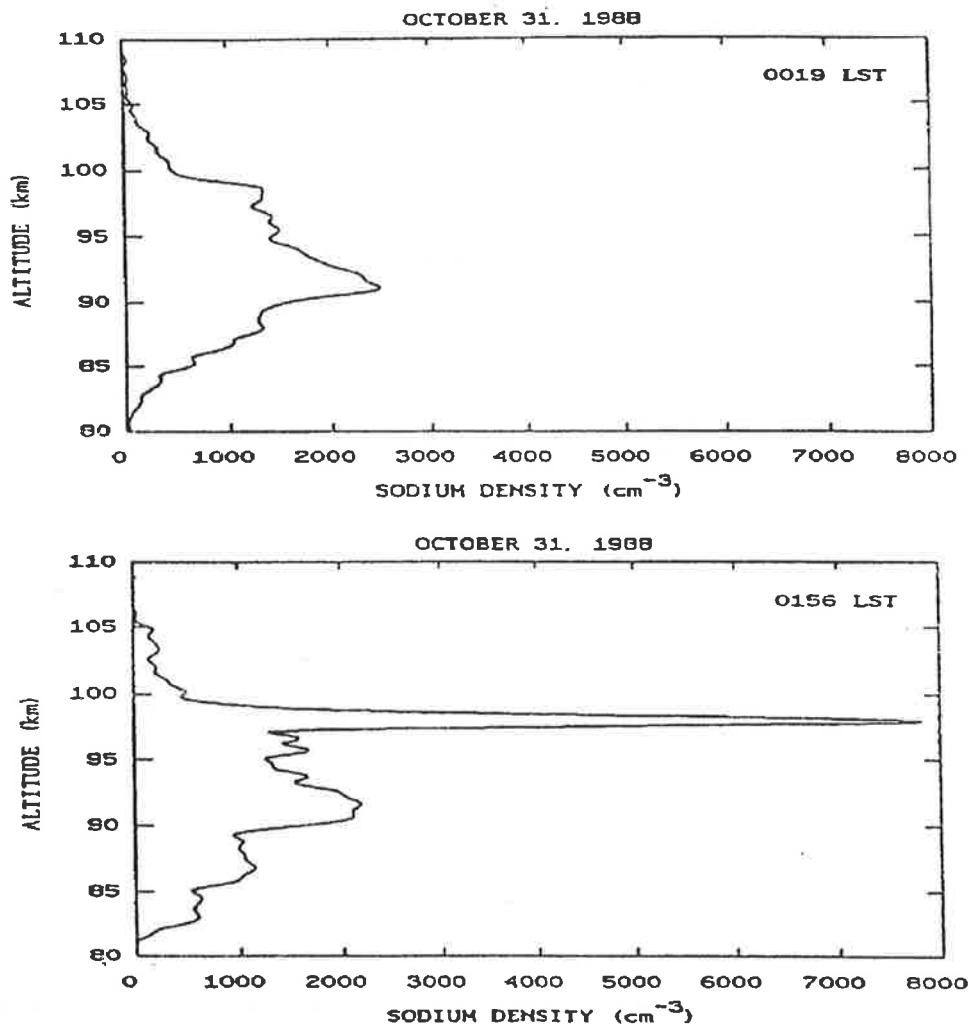 OCTOBER 31, 1988
0019 LST
110
105
100
95
90
85
80
ALTITUDE (km)
0 1000 2000 3000 4000 5000 6000 7000 8000
SODIUM DENSITY (cm⁻³)
OCTOBER 31, 1988
0156 LST
110
105
100
95
90
85
80
ALTITUDE (km)
0 1000 2000 3000 4000 5000 6000 7000 8000
SODIUM DENSITY (cm⁻³)